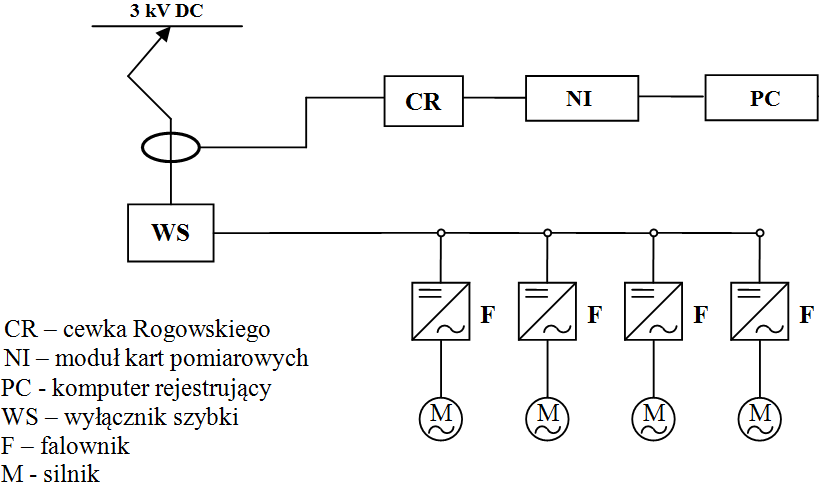 3 kV DC
CR
NI
PC
WS
F
F
F
F
M
M
M
M
CR – cewka Rogowskiego
NI – moduł kart pomiarowych
PC - komputer rejestrujący
WS – wyłącznik szybki
F – falownik
M - silnik